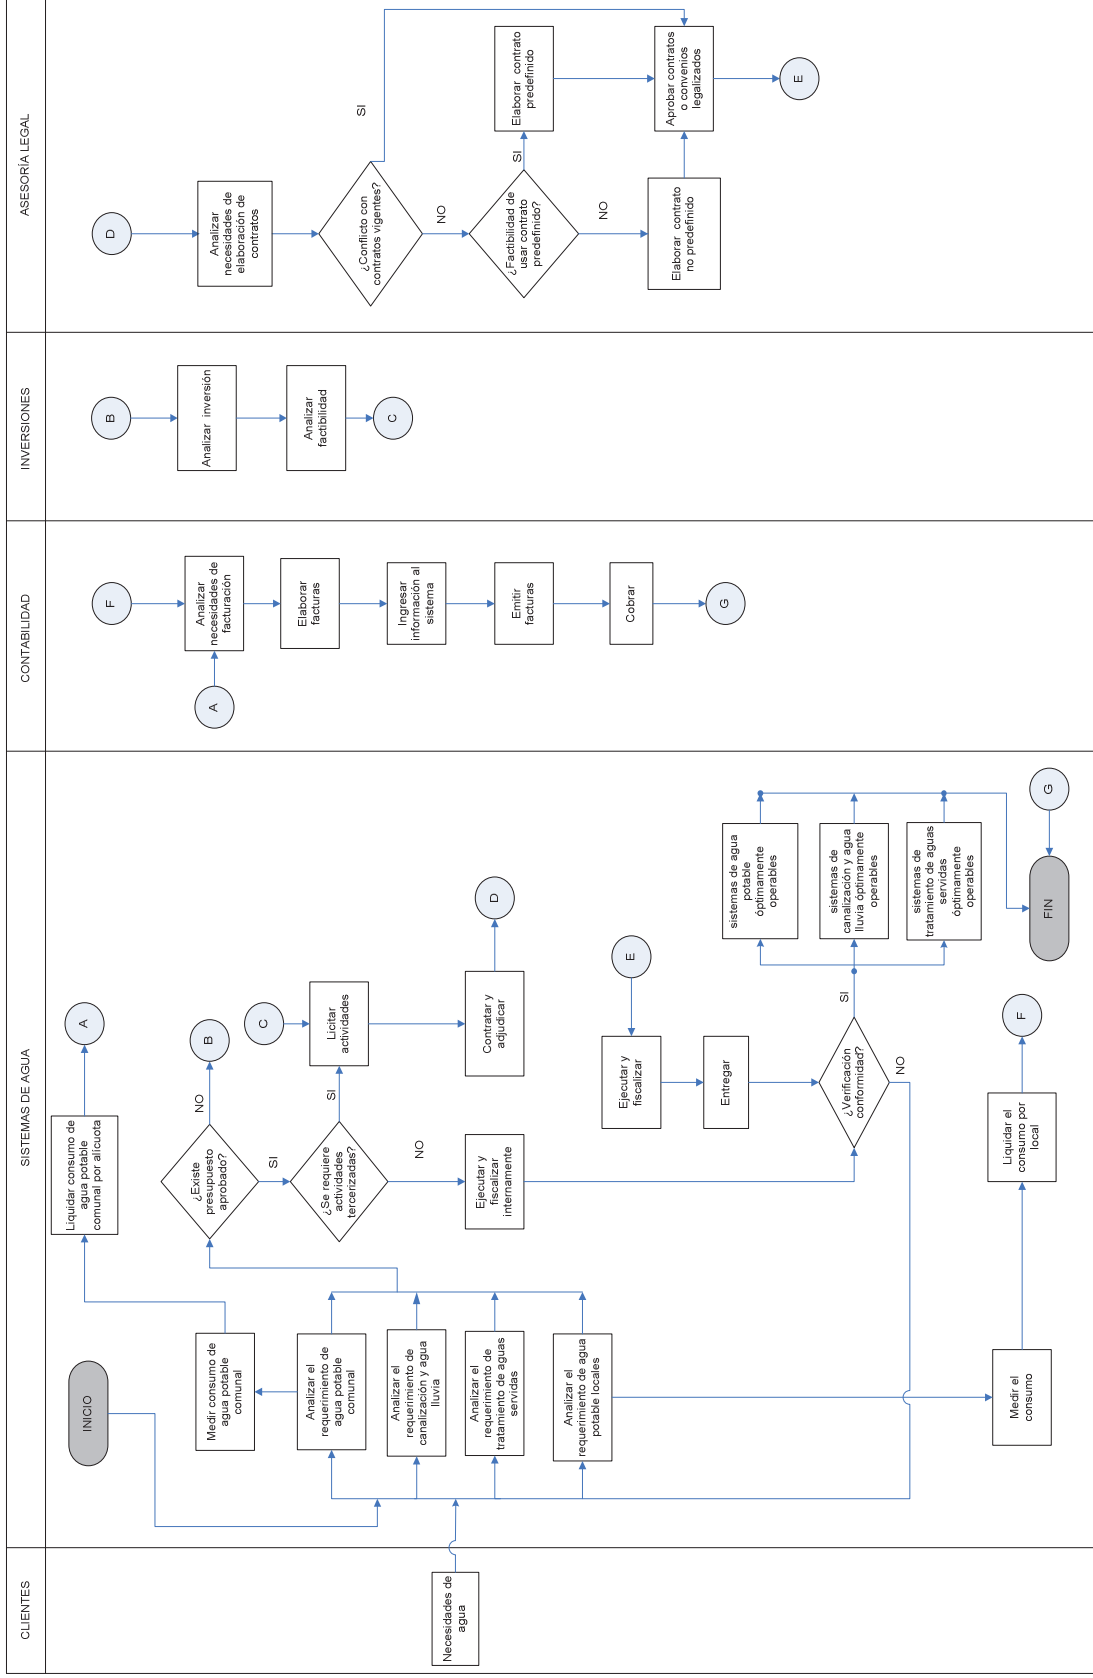 CLIENTES
SISTEMAS DE AGUA
CONTABILIDAD
INVERSIONES
ASESORÍA LEGAL
Necesidades de
agua
INICIO
Medir consumo de
agua potable
comunal
Analizar el
requerimiento de
agua potable
comunal
Analizar el
requerimiento de
canalización y agua
lluvia
Analizar el
requerimiento de
tratamiento de aguas
servidas
Analizar el
requerimiento de agua
potable locales
Medir el
consumo
Liquidar consumo de
agua potable
comunal por alícuota
A
¿Existe
presupuesto
aprobado?
NO
B
SI
¿Se requiere
actividades
tercerizadas?
SI
NO
C
Licitar
actividades
Ejecutar y
fiscalizar
internamente
Contratar y
adjudicar
D
E
Ejecutar y
fiscalizar
Entregar
¿Verificación
conformidad?
SI
NO
sistemas de agua
potable
óptimamente
operables
sistemas de
canalización y agua
lluvia óptimamente
operables
sistemas de
tratamiento de aguas
servidas
óptimamente
operables
Liquidar el
consumo por
local
F
G
FIN
A
F
Analizar
necesidades de
facturación
Elaborar
facturas
Ingresar
información al
sistema
Emitir
facturas
Cobrar
G
B
Analizar inversión
Analizar
factibilidad
C
D
Analizar
necesidades de
elaboración de
contratos
¿Conflicto con
contratos vigentes?
SI
NO
¿Factibilidad de
usar contrato
predefinido?
SI
NO
Elaborar contrato
predefinido
Elaborar contrato
no predefinido
Aprobar contratos
o convenios
legalizados
E